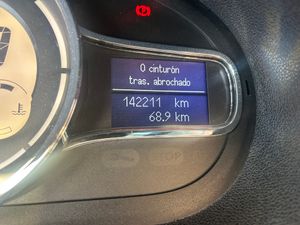 0 cinturón
tras. abrochado
142211 km
68.9 km